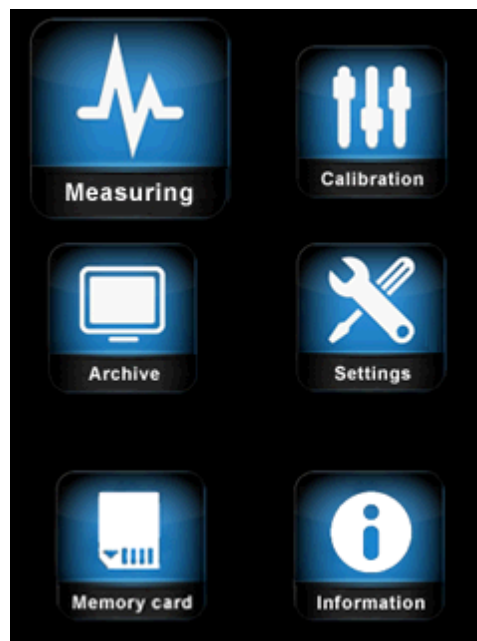 Measuring
Calibration
Archive
Settings
Memory card
Information